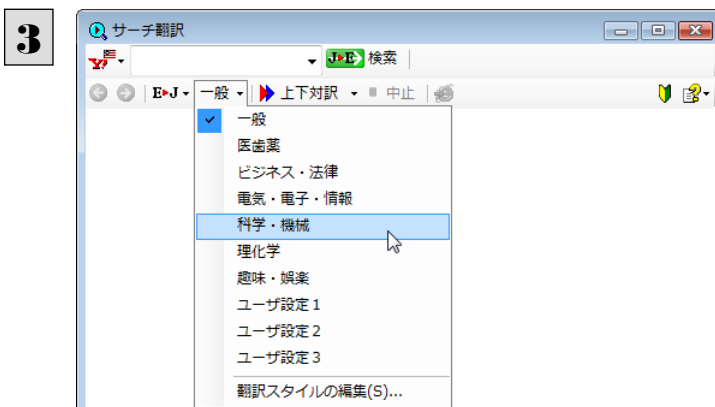 3
サーチ翻訳
Y? J▶E 検索
E▶J 一般 上下対訳 中止
一般
医歯薬
ビジネス・法律
電気・電子・情報
科学・機械
理化学
趣味・娯楽
ユーザ設定1
ユーザ設定2
ユーザ設定3
翻訳スタイルの編集(S)...